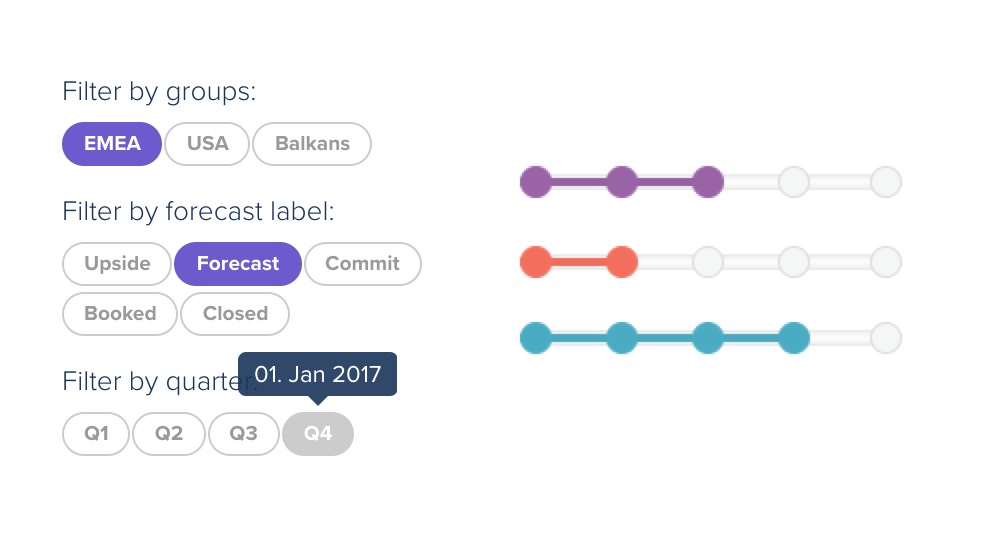 Filter by groups:
EMEA USA Balkans
Filter by forecast label:
Upside Forecast Commit
Booked Closed
Filter by quarter:
01. Jan 2017
Q1 Q2 Q3 Q4